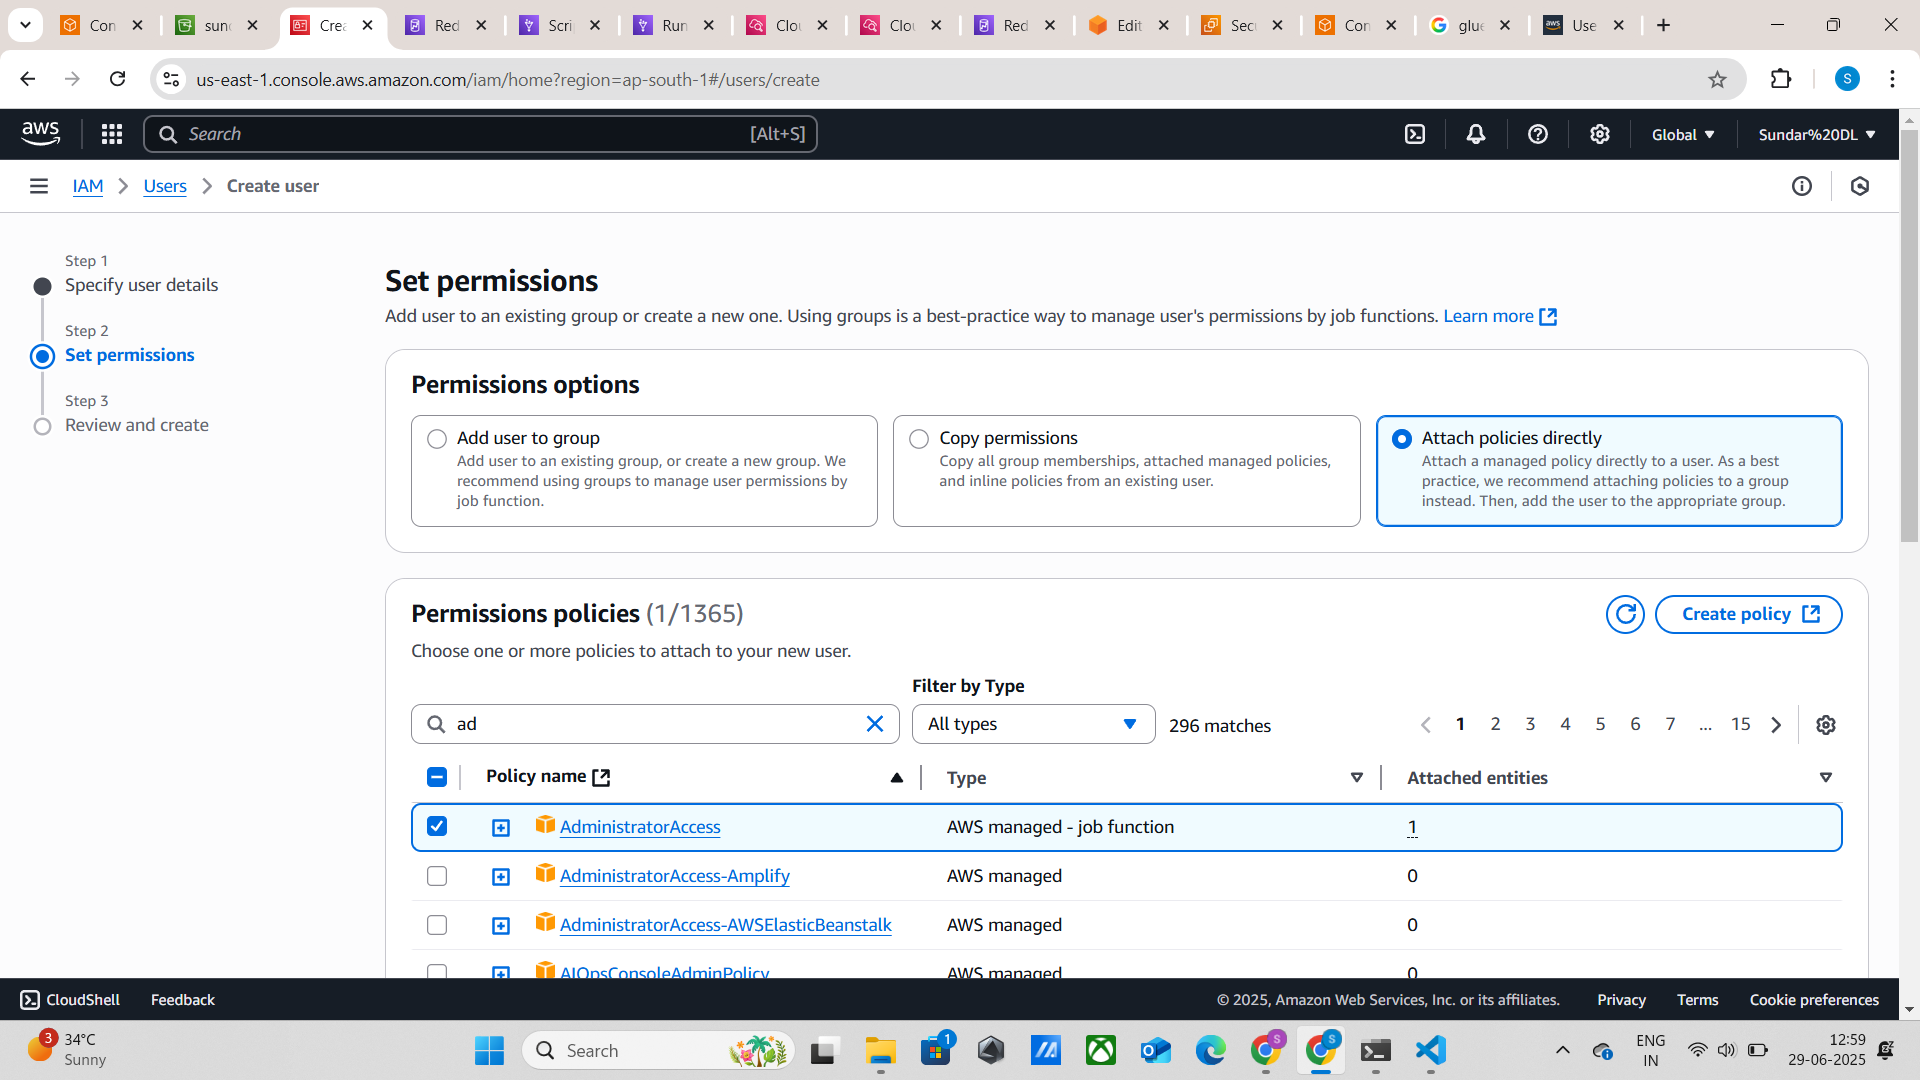 Con
sund
Crea
Red
Scri
Run
Clou
Clou
Red
Edit
Secu
Con
glue
Use
us-east-1.console.aws.amazon.com/iam/home?region=ap-south-1#/users/create
S
aws
Search
[Alt+S]
Global
Sundar%20DL
IAM
Users
Create user
Step 1
Specify user details
Step 2
Set permissions
Step 3
Review and create
Set permissions
Add user to an existing group or create a new one. Using groups is a best-practice way to manage user's permissions by job functions. Learn more
Permissions options
Add user to group
Add user to an existing group, or create a new group. We
recommend using groups to manage user permissions by
job function.
Copy permissions
Copy all group memberships, attached managed policies,
and inline policies from an existing user.
Attach policies directly
Attach a managed policy directly to a user. As a best
practice, we recommend attaching policies to a group
instead. Then, add the user to the appropriate group.
Permissions policies (1/1365)
Create policy
Choose one or more policies to attach to your new user.
Filter by Type
ad
All types
296 matches
1 2 3 4 5 6 7 ... 15
Policy name
Type
Attached entities
AdministratorAccess AWS managed - job function 1
AdministratorAccess-Amplify AWS managed 0
AdministratorAccess-AWSElasticBeanstalk AWS managed 0
AIOpsConsoleAdminPolicy AWS managed 0
CloudShell
Feedback
© 2025, Amazon Web Services, Inc. or its affiliates.
Privacy
Terms
Cookie preferences
3
34°C
Sunny
Search
1
S
S
ENG
IN
12:59
29-06-2025